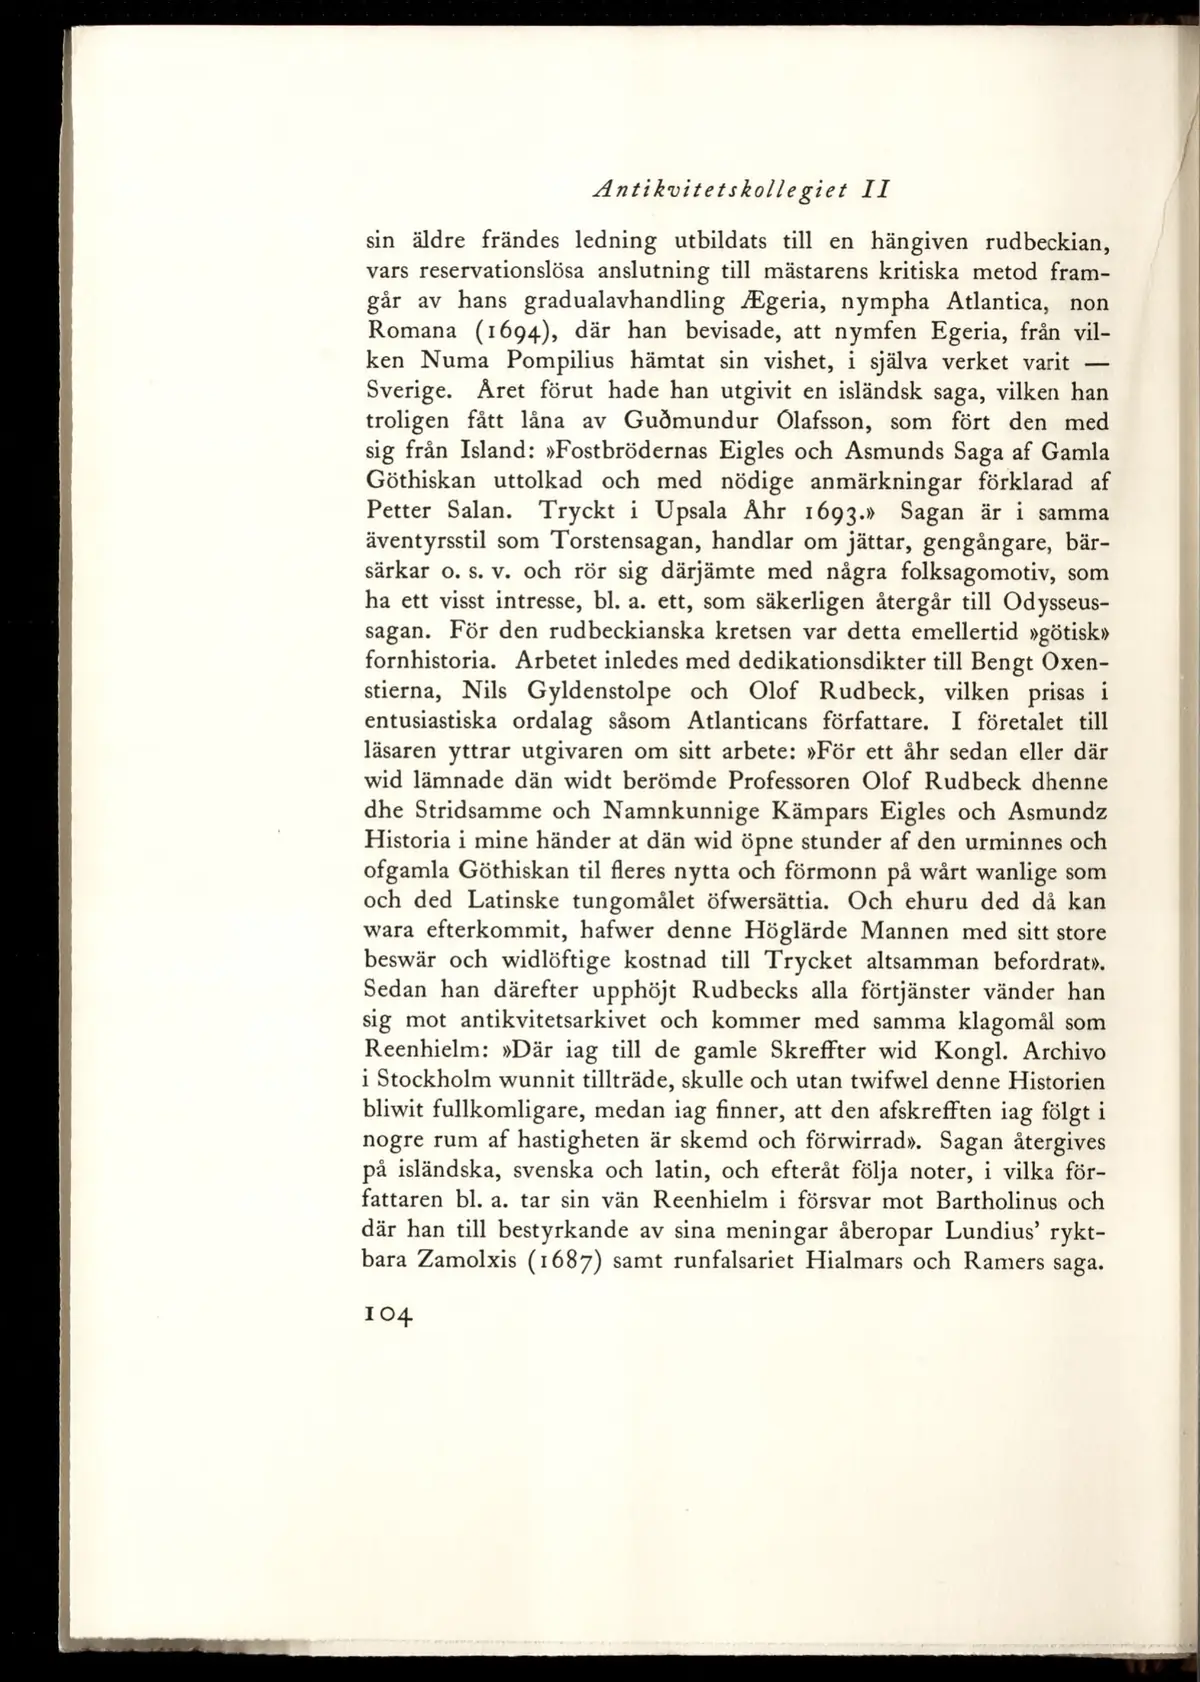 Antikvitetskollegiet II
sin äldre frändes ledning utbildats till en hängiven rudbeckian,
vars reservationslösa anslutning till mästarens kritiska metod fram-
går av hans gradualavhandling Ægeria, nympha Atlantica, non
Romana (1694), där han bevisade, att nymfen Egeria, från vil-
ken Numa Pompilius hämtat sin vishet, i själva verket varit —
Sverige. Året förut hade han utgivit en isländsk saga, vilken han
troligen fått låna av Guðmundur Ólafsson, som fört den med
sig från Island: »Fostbrödernas Eigles och Asmunds Saga af Gamla
Göthiskan uttolkad och med nödige anmärkningar förklarad af
Petter Salan. Tryckt i Upsala Åhr 1693.» Sagan är i samma
äventyrsstil som Torstensagan, handlar om jättar, gengångare, bär-
särkar o. s. v. och rör sig därjämte med några folksagomotiv, som
ha ett visst intresse, bl. a. ett, som säkerligen återgår till Odysseus-
sagan. För den rudbeckianska kretsen var detta emellertid »götisk»
fornhistoria. Arbetet inledes med dedikationsdikter till Bengt Oxen-
stierna, Nils Gyldenstolpe och Olof Rudbeck, vilken prisas i
entusiastiska ordalag såsom Atlanticans författare. I företalet till
läsaren yttrar utgivaren om sitt arbete: »För ett åhr sedan eller där
wid lämnade dän widt berömde Professoren Olof Rudbeck dhenne
dhe Stridsamme och Namnkunnige Kämpars Eigles och Asmundz
Historia i mine händer at dän wid öpne stunder af den urminnes och
ofgamla Göthiskan til fleres nytta och förmonn på wårt wanlige som
och ded Latinske tungomålet öfwersättia. Och ehuru ded då kan
wara efterkommit, hafwer denne Höglärde Mannen med sitt store
beswär och widlöftige kostnad till Trycket altsamman befordrat».
Sedan han därefter upphöjt Rudbecks alla förtjänster vänder han
sig mot antikvitetsarkivet och kommer med samma klagomål som
Reenhielm: »Där iag till de gamle Skreffter wid Kongl. Archivo
i Stockholm wunnit tillträde, skulle och utan twifwel denne Historien
bliwit fullkomligare, medan iag finner, att den afskrefften iag fölgt i
nogre rum af hastigheten är skemd och förwirrad». Sagan återgives
på isländska, svenska och latin, och efteråt följa noter, i vilka för-
fattaren bl. a. tar sin vän Reenhielm i försvar mot Bartholinus och
där han till bestyrkande av sina meningar åberopar Lundius’ rykt-
bara Zamolxis (1687) samt runfalsariet Hialmars och Ramers saga.
104